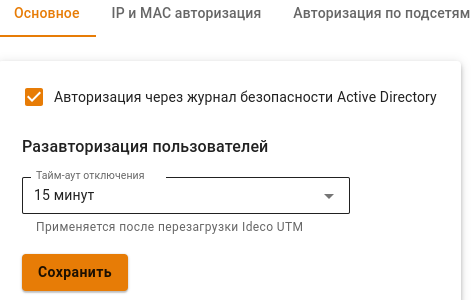 Основное IP и MAC авторизация Авторизация по подсетям
Авторизация через журнал безопасности Active Directory
Разавторизация пользователей
Тайм-аут отключения
15 минут
Применяется после перезагрузки Ideco UTM
Сохранить